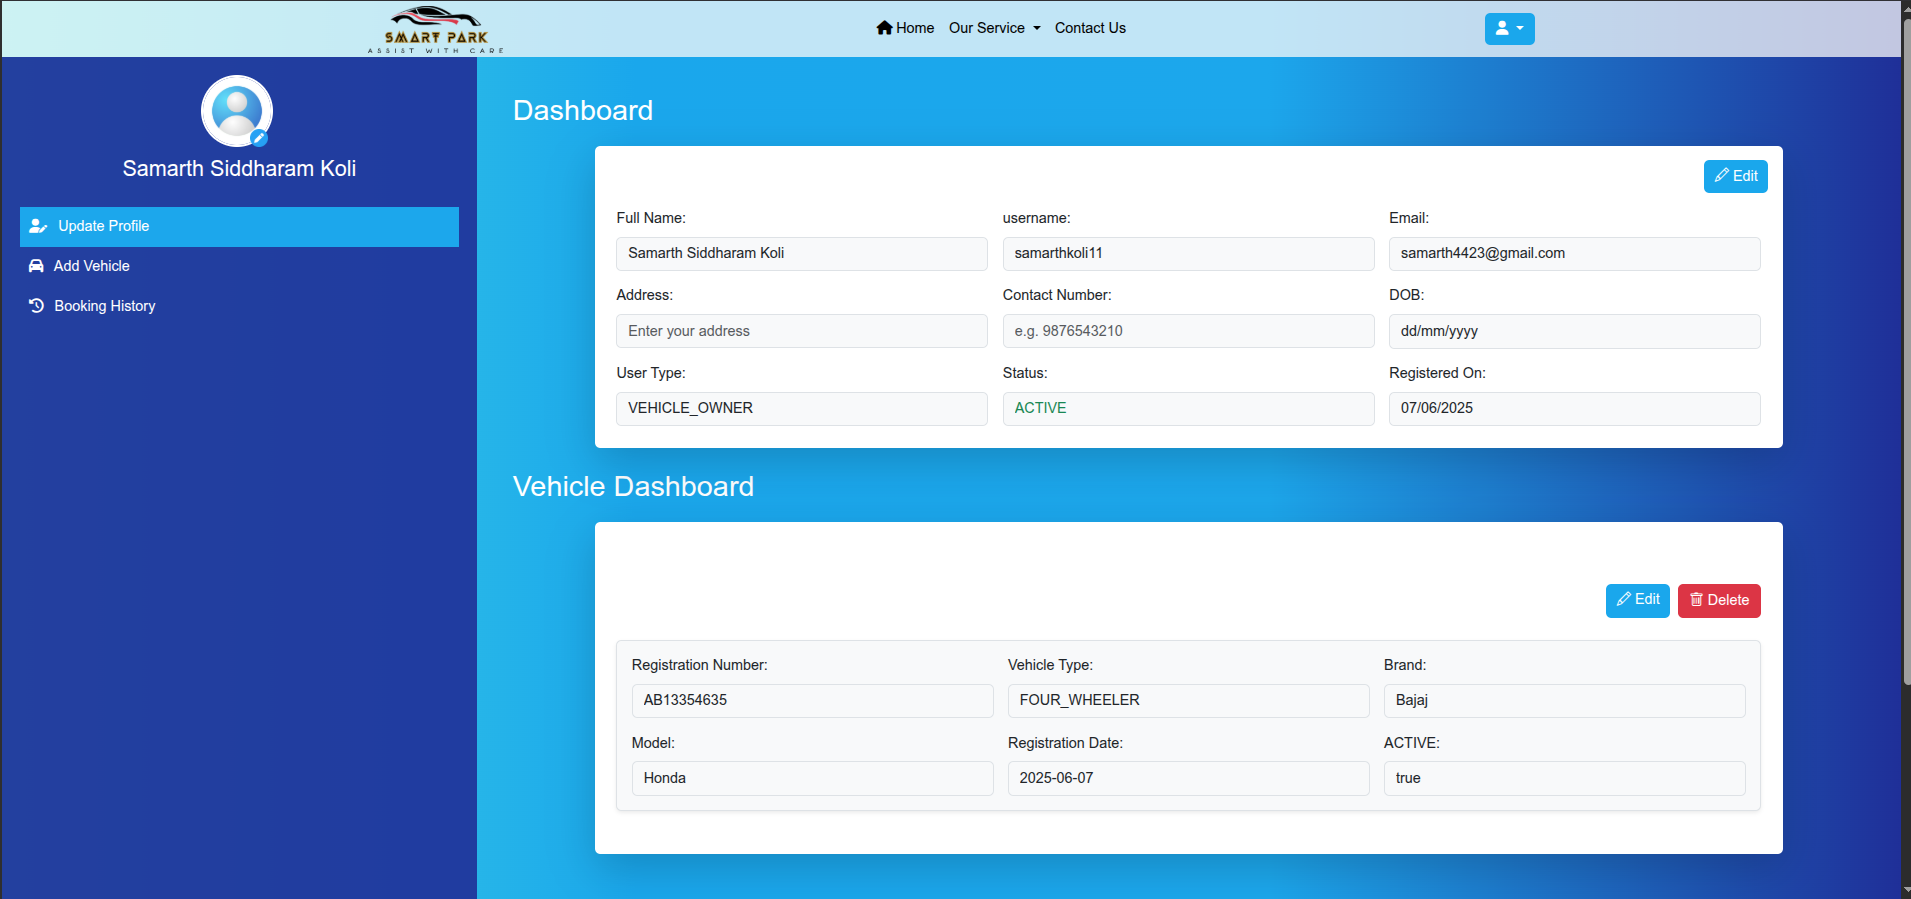 SMART PARK
ASSIST WITH CARE
Home Our Service Contact Us
Samarth Siddharam Koli
Update Profile
Add Vehicle
Booking History
Dashboard
Edit
Full Name: username: Email:
Samarth Siddharam Koli samarthkoli11 samarth4423@gmail.com
Address: Contact Number: DOB:
Enter your address e.g. 9876543210 dd/mm/yyyy
User Type: Status: Registered On:
VEHICLE_OWNER ACTIVE 07/06/2025
Vehicle Dashboard
Edit Delete
Registration Number: Vehicle Type: Brand:
AB13354635 FOUR_WHEELER Bajaj
Model: Registration Date: ACTIVE:
Honda 2025-06-07 true